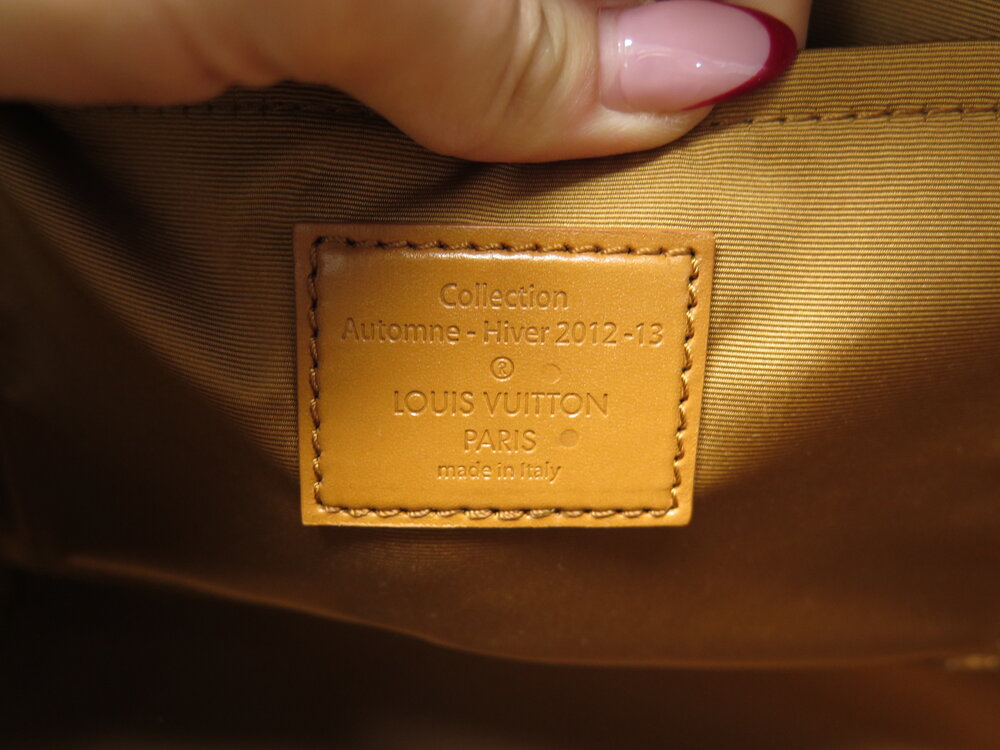 Collection
Automne - Hiver 2012 -13
®
LOUIS VUITTON
PARIS
made in Italy